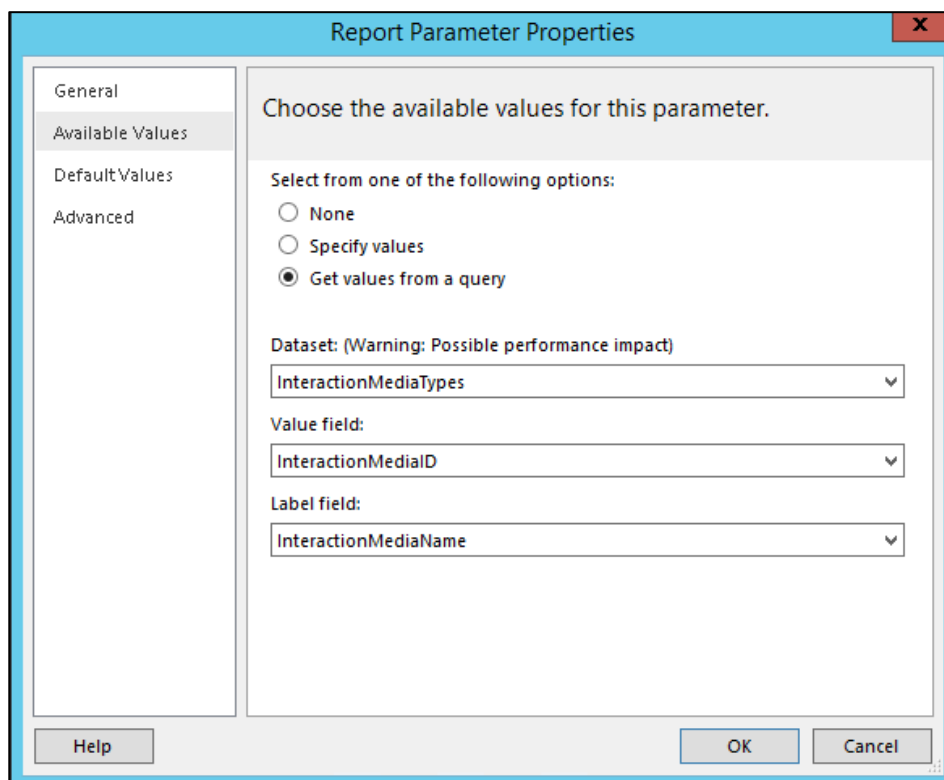 Report Parameter Properties
X
General
Available Values
Default Values
Advanced
Choose the available values for this parameter.
Select from one of the following options:
None
Specify values
Get values from a query
Dataset: (Warning: Possible performance impact)
InteractionMediaTypes
Value field:
InteractionMediaID
Label field:
InteractionMediaName
Help
OK
Cancel